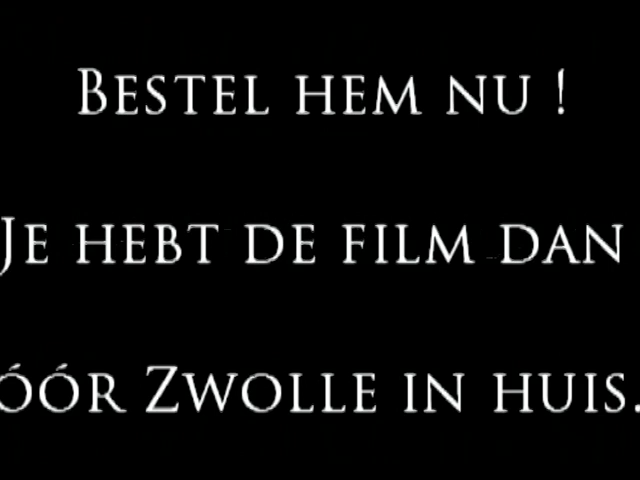 Bestel hem nu !
Je hebt de film dan
óór Zwolle in huis.